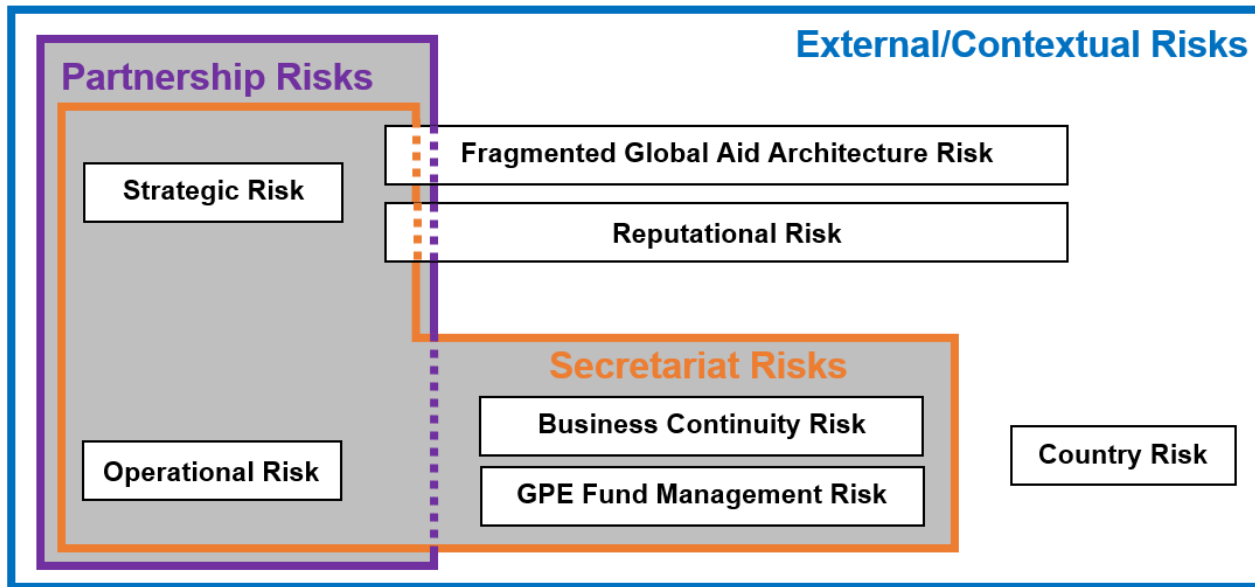 External/Contextual Risks
Partnership Risks
Fragmented Global Aid Architecture Risk
Strategic Risk
Reputational Risk
Secretariat Risks
Business Continuity Risk
Operational Risk
Country Risk
GPE Fund Management Risk